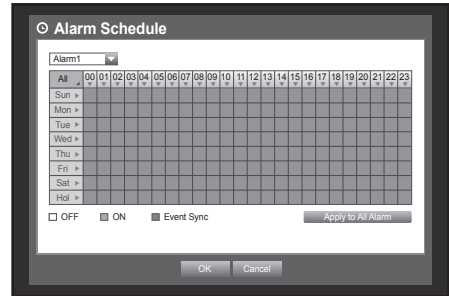 Alarm Schedule
Alarm1
All 00 01 02 03 04 05 06 07 08 09 10 11 12 13 14 15 16 17 18 19 20 21 22 23
Sun
Mon
Tue
Wed
Thu
Fri
Sat
Hol
OFF ON Event Sync Apply to All Alarm
OK Cancel